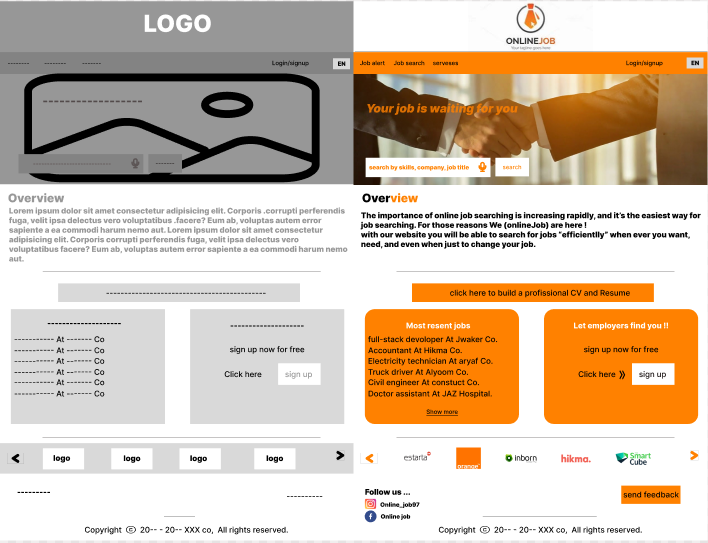 LOGO
-------- -------- ------- Login/signup EN
-----------------------
----------------------- ------
Overview
Lorem ipsum dolor sit amet consectetur adipisicing elit. Corporis .corrupti perferendis
fuga, velit ipsa delectus vero voluptatibus .facere? Eum ab, voluptas autem error
sapiente a ea commodi harum nemo aut. Lorem ipsum dolor sit amet consectetur
adipisicing elit. Corporis corrupti perferendis fuga, velit ipsa delectus vero
voluptatibus facere? Eum ab, voluptas autem error sapiente a ea commodi harum nemo
aut.
------------------------------------------
--------------------
----------- At ------- Co
----------- At ------- Co
----------- At ------- Co
----------- At ------- Co
----------- At ------- Co
----------- At ------- Co
--------------------
sign up now for free
Click here sign up
< logo logo logo logo >
---------
----------
Copyright © 20-- - 20-- XXX co, All rights reserved.
ONLINEJOB
Your tagline goes here
Job alert Job search serveses Login/signup EN
Your job is waiting for you
search by skills, company, job title search
Overview
The importance of online job searching is increasing rapidly, and it's the easiest way for
job searching. For those reasons We (onlineJob) are here !
with our website you will be able to search for jobs "efficientlly" when ever you want,
need, and even when just to change your job.
click here to build a profissional CV and Resume
Most resent jobs
full-stack devoloper At Jwaker Co.
Accountant At Hikma Co.
Electricity technician At aryaf Co.
Truck driver At Alyoom Co.
Civil engineer At constuct Co.
Doctor assistant At JAZ Hospital.
Show more
Let employers find you !!
sign up now for free
Click here » sign up
< estarta orange inborn hikma. Smart Cube >
Follow us ...
Online_job97
Online job
send feedback
Copyright © 20-- - 20-- XXX co, All rights reserved.